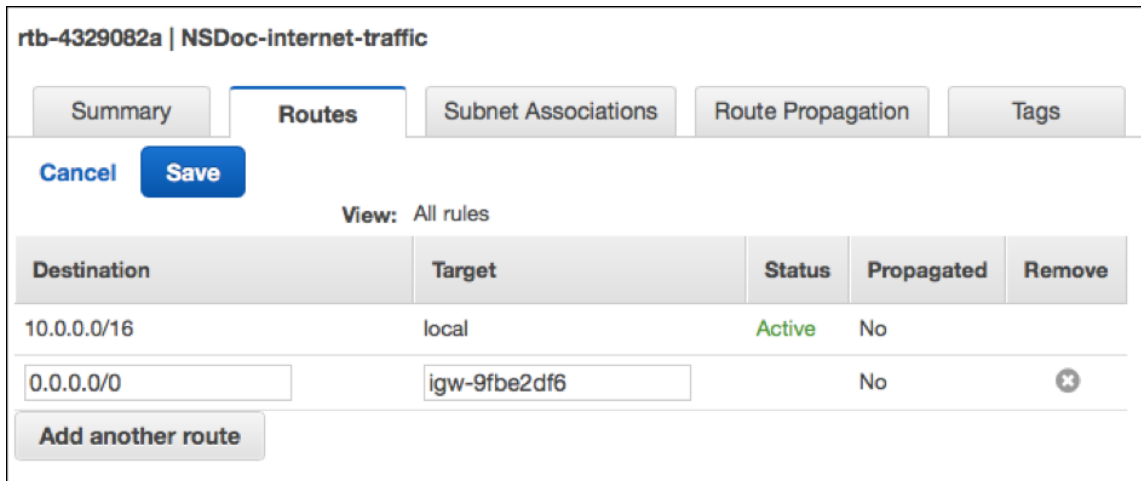 rtb-4329082a | NSDoc-internet-traffic
Summary Routes Subnet Associations Route Propagation Tags
Cancel Save
View: All rules
Destination Target Status Propagated Remove
10.0.0.0/16 local Active No
0.0.0.0/0 igw-9fbe2df6 No
Add another route